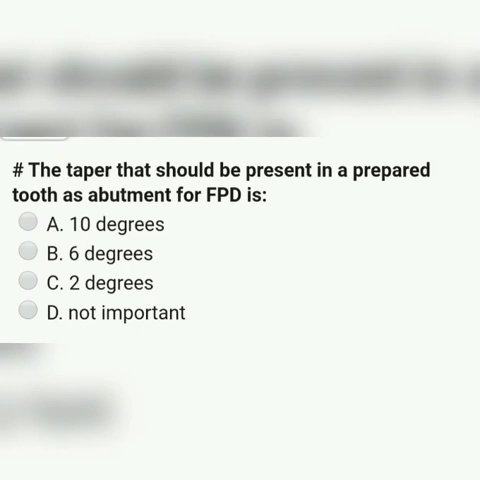 # The taper that should be present in a prepared
tooth as abutment for FPD is:
A. 10 degrees
B. 6 degrees
C. 2 degrees
D. not important